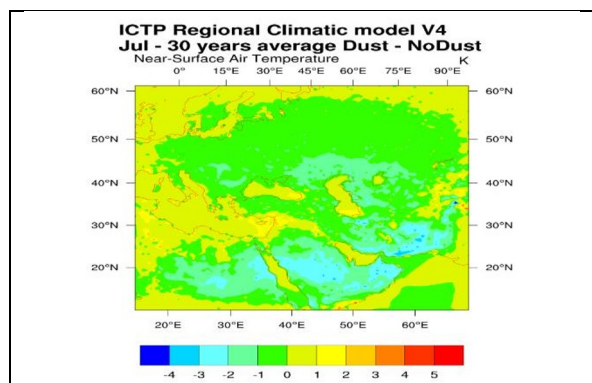 ICTP Regional Climatic model V4
Jul - 30 years average Dust - NoDust
Near-Surface Air Temperature K
0° 15°E 30°E 45°E 60°E 75°E 90°E
60°N 60°N
50°N 50°N
40°N 40°N
30°N 30°N
20°N 20°N
20°E 30°E 40°E 50°E 60°E
-4 -3 -2 -1 0 1 2 3 4 5